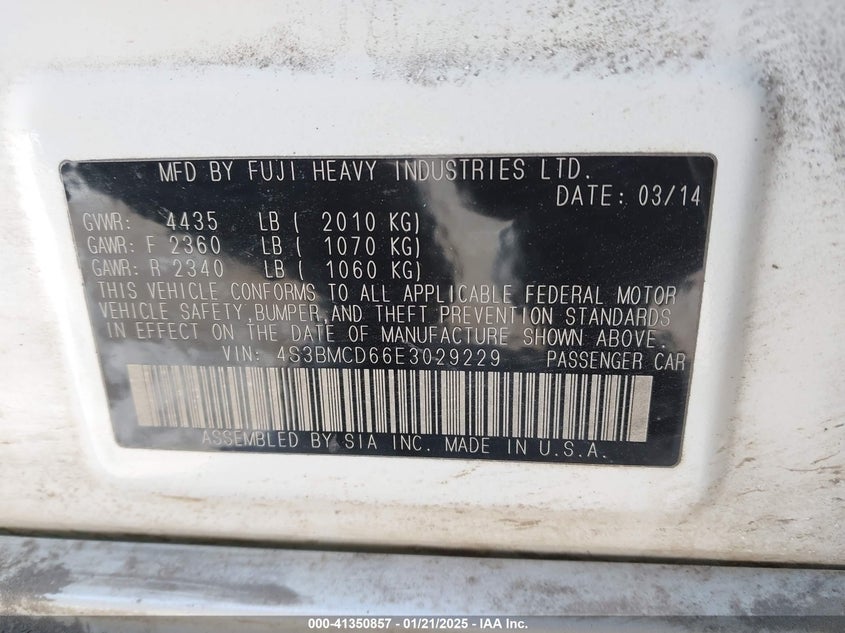 MFD BY FUJI HEAVY INDUSTRIES LTD.
DATE: 03/14
GVWR: 4435 LB ( 2010 KG)
GAWR: F 2360 LB ( 1070 KG)
GAWR: R 2340 LB ( 1060 KG)
THIS VEHICLE CONFORMS TO ALL APPLICABLE FEDERAL MOTOR
VEHICLE SAFETY, BUMPER, AND THEFT PREVENTION STANDARDS
IN EFFECT ON THE DATE OF MANUFACTURE SHOWN ABOVE.
VIN: 4S3BMCD66E3029229 PASSENGER CAR
ASSEMBLED BY SIA INC. MADE IN U.S.A.
000-41350857 — 01/21/2025 — IAA Inc.